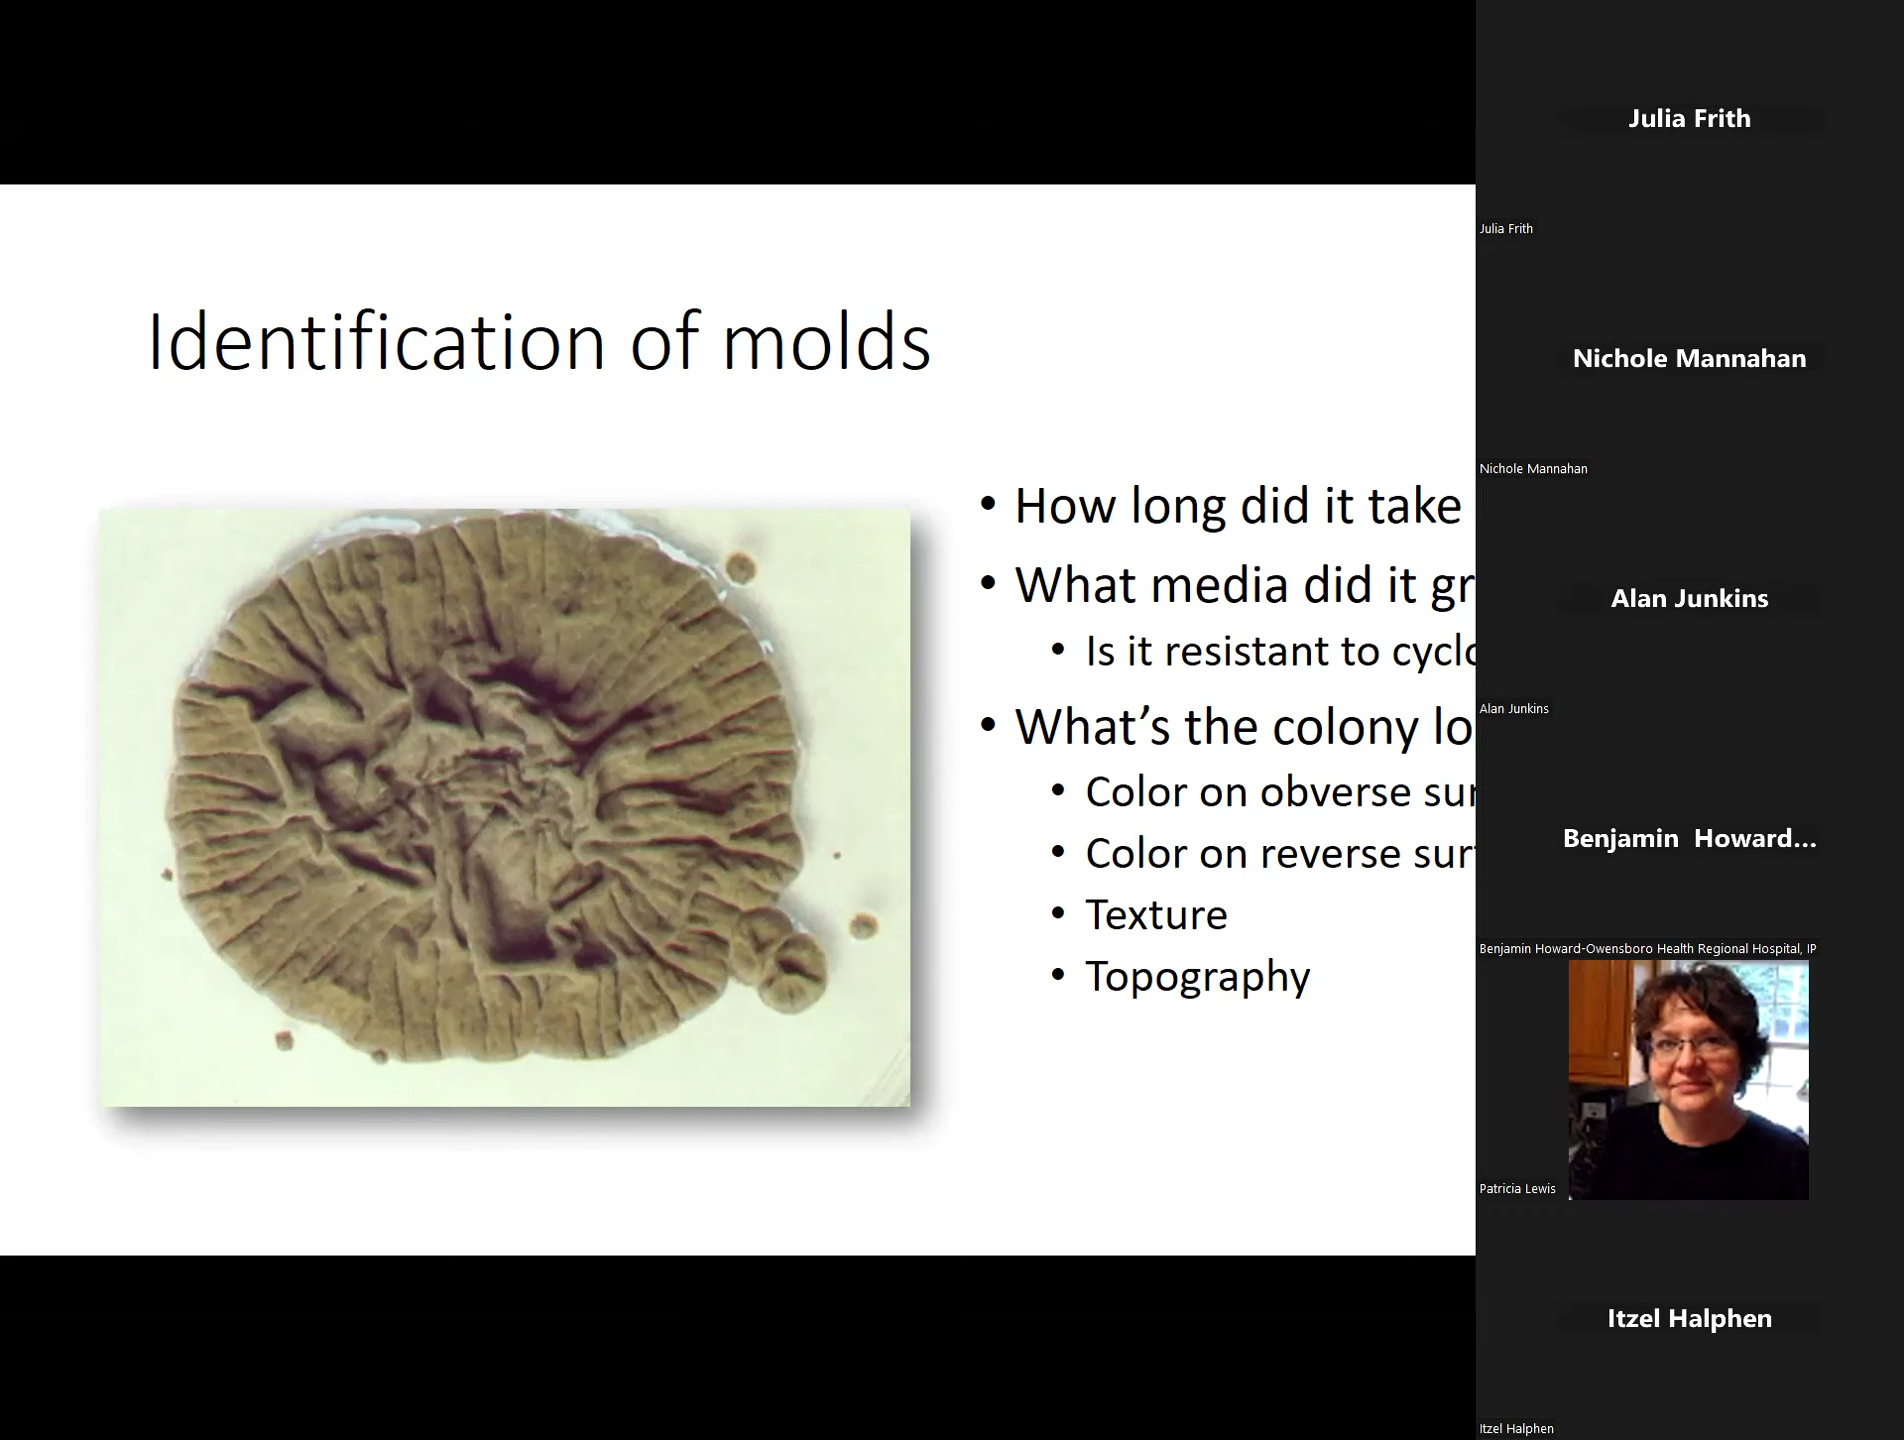 Identification of molds
• How long did it take
• What media did it gr
• Is it resistant to cyclo
• What's the colony lo
• Color on obverse sur
• Color on reverse sur
• Texture
• Topography
Julia Frith
Julia Frith
Nichole Mannahan
Nichole Mannahan
Alan Junkins
Alan Junkins
Benjamin Howard...
Benjamin Howard-Owensboro Health Regional Hospital, IP
Patricia Lewis
Itzel Halphen
Itzel Halphen